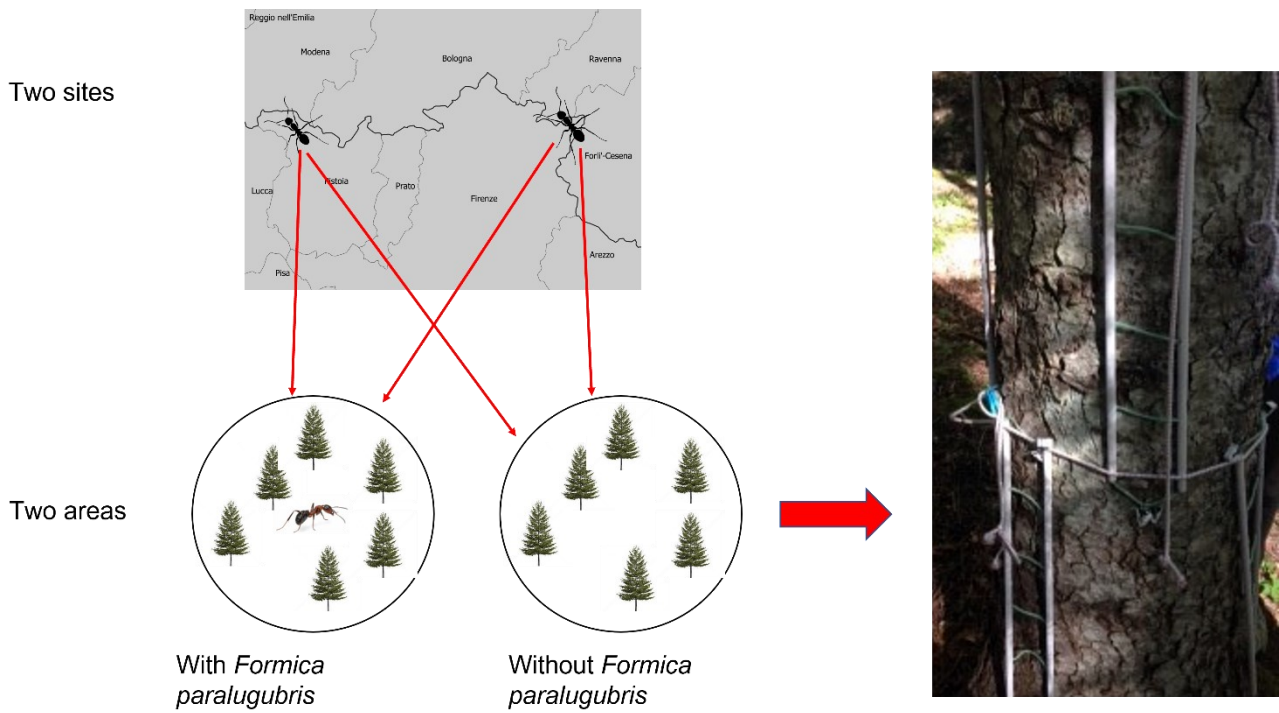 Reggio nell'Emilia
Modena
Bologna
Ravenna
Two sites
Forli'-Cesena
Lucca
Pistoia
Prato
Firenze
Arezzo
Pisa
Two areas
With Formica
paralugubris
Without Formica
paralugubris